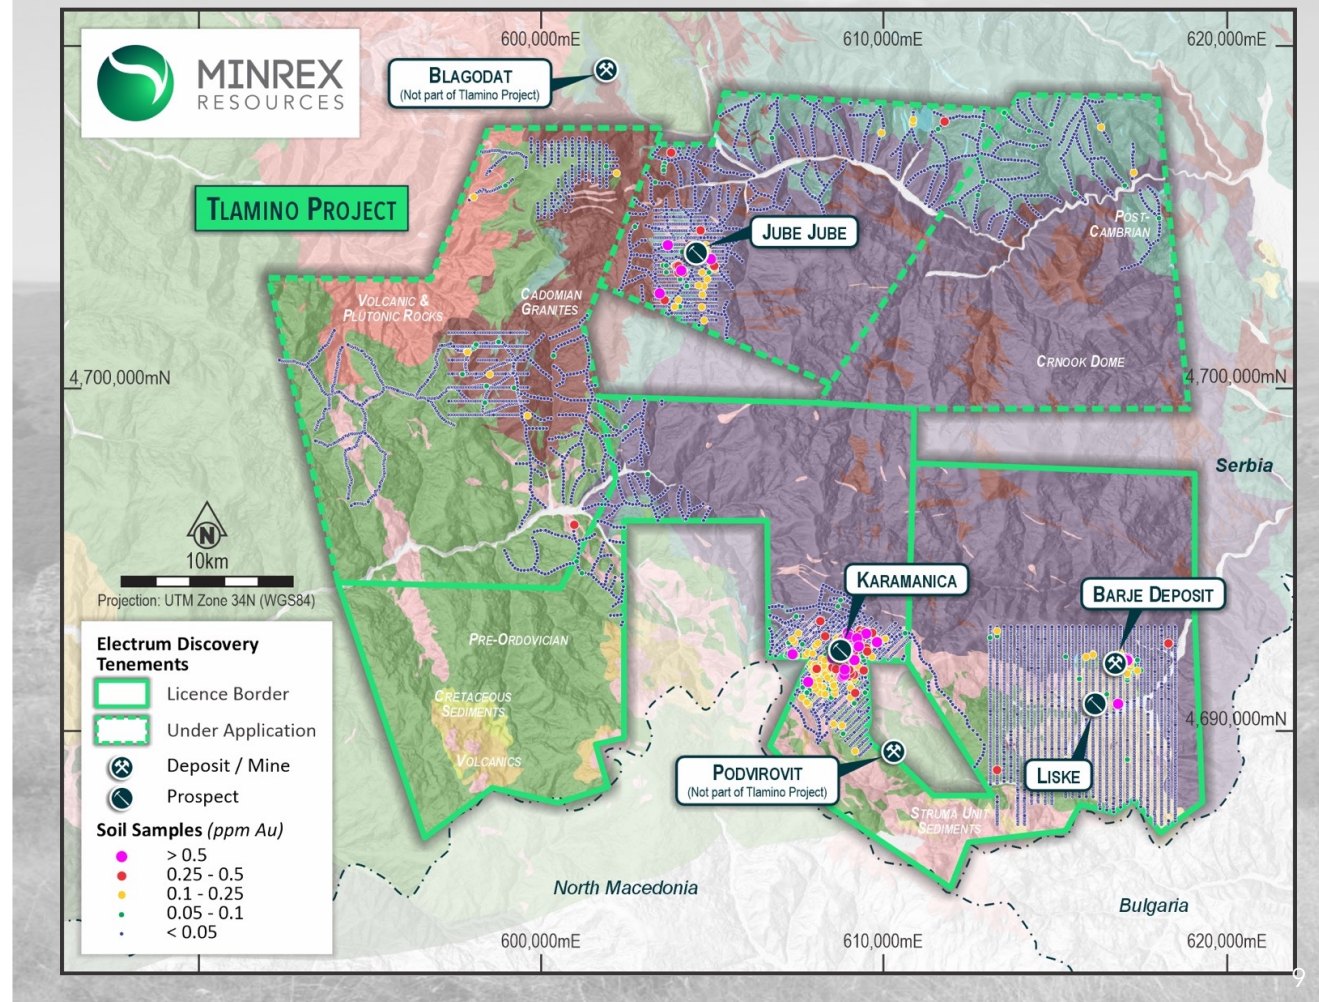 600,000mE
610,000mE
620,000mE
MINREX
RESOURCES
BLAGODAT
(Not part of Tlamino Project)
TLAMINO PROJECT
JUBE JUBE
POST-
CAMBRIAN
VOLCANIC &
PLUTONIC ROCKS
CADOMIAN
GRANITES
CRNOOK DOME
4,700,000mN
4,700,000mN
Serbia
N
10km
Projection: UTM Zone 34N (WGS84)
KARAMANICA
BARJE DEPOSIT
PRE-ORDOVICIAN
CRETACEOUS
SEDIMENTS
VOLCANICS
4,690,000mN
PODVIROVIT
(Not part of Tlamino Project)
LISKE
STRUMA UNIT
SEDIMENTS
North Macedonia
Bulgaria
Electrum Discovery
Tenements
Licence Border
Under Application
Deposit / Mine
Prospect
Soil Samples (ppm Au)
> 0.5
0.25 - 0.5
0.1 - 0.25
0.05 - 0.1
< 0.05
600,000mE
610,000mE
620,000mE
9